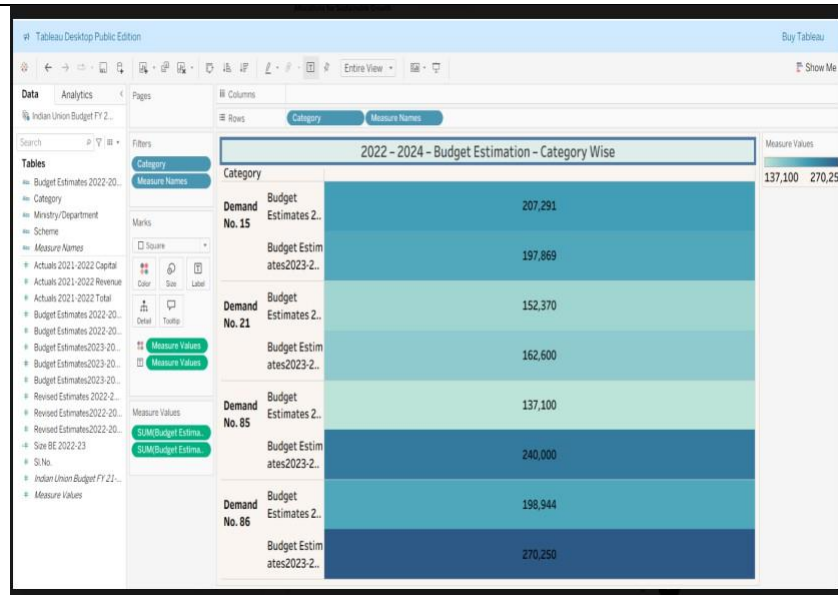 Tableau Desktop Public Edition
Buy Tableau
Entire View
Show Me
Data Analytics
Pages
Columns
Indian Union Budget FY 2...
Rows
Category
Measure Names
Search
Filters
Category
Measure Names
Tables
Budget Estimates 2022-20...
Category
Ministry/Department
Scheme
Measure Names
Actuals 2021-2022 Capital
Actuals 2021-2022 Revenue
Actuals 2021-2022 Total
Budget Estimates 2022-20...
Budget Estimates 2022-20...
Budget Estimates2023-20...
Budget Estimates2023-20...
Budget Estimates2023-20...
Revised Estimates 2022-2...
Revised Estimates2022-20...
Revised Estimates2022-20...
Size BE 2022-23
Sl.No.
Indian Union Budget FY 21-...
Measure Values
Marks
Square
Color Size Label
Detail Tooltip
Measure Values
Measure Values
Measure Values
SUM(Budget Estima..
SUM(Budget Estima..
2022 – 2024 – Budget Estimation – Category Wise
Category
Demand
No. 15
Budget
Estimates 2..
207,291
Budget Estim
ates2023-2..
197,869
Demand
No. 21
Budget
Estimates 2..
152,370
Budget Estim
ates2023-2..
162,600
Demand
No. 85
Budget
Estimates 2..
137,100
Budget Estim
ates2023-2..
240,000
Demand
No. 86
Budget
Estimates 2..
198,944
Budget Estim
ates2023-2..
270,250
Measure Values
137,100 270,25